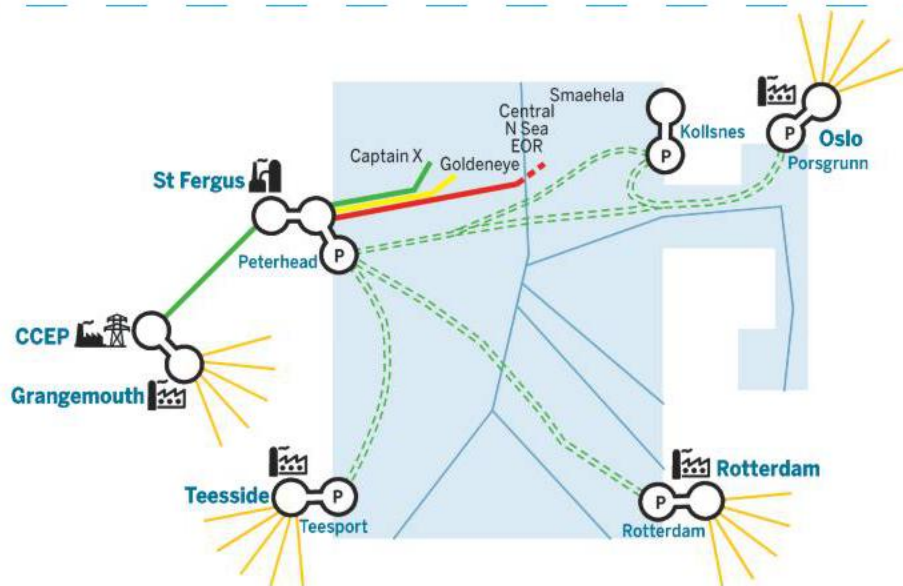 Smaehela
Central
N Sea
EOR
Captain X
Goldeneye
Kollsnes
P
P
Oslo
Porsgrunn
St Fergus
Peterhead
P
CCEP
Grangemouth
Teesside
P
Teesport
Rotterdam
P
Rotterdam